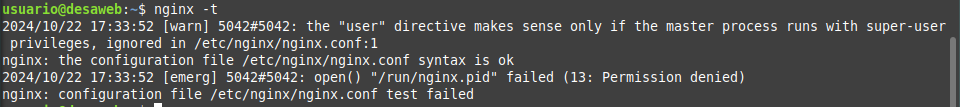 usuario@desaweb:~$ nginx -t
2024/10/22 17:33:52 [warn] 5042#5042: the "user" directive makes sense only if the master process runs with super-user
 privileges, ignored in /etc/nginx/nginx.conf:1
nginx: the configuration file /etc/nginx/nginx.conf syntax is ok
2024/10/22 17:33:52 [emerg] 5042#5042: open() "/run/nginx.pid" failed (13: Permission denied)
nginx: configuration file /etc/nginx/nginx.conf test failed
usuario@desaweb:~$